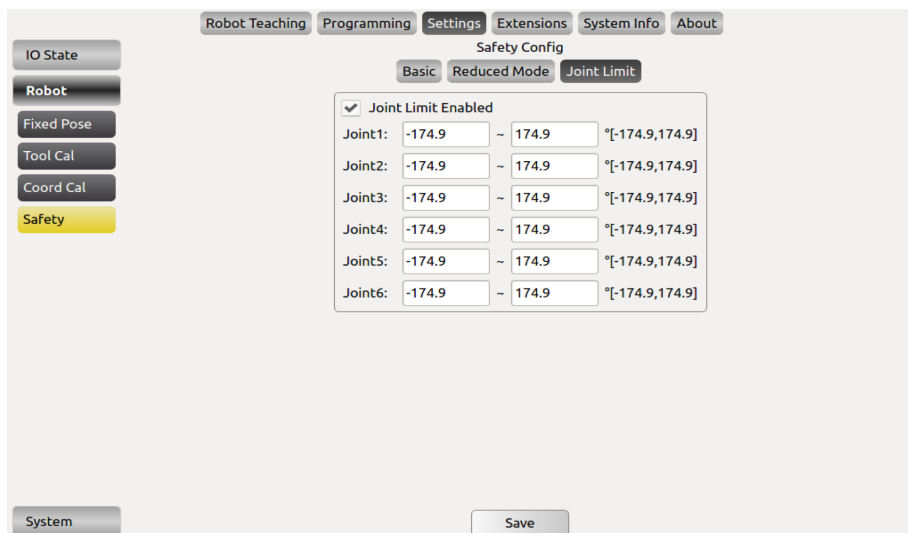 Robot Teaching Programming Settings Extensions System Info About
Safety Config
IO State
Basic Reduced Mode Joint Limit
Robot
Joint Limit Enabled
Fixed Pose
Joint1: -174.9 ~ 174.9 °[-174.9,174.9]
Tool Cal
Joint2: -174.9 ~ 174.9 °[-174.9,174.9]
Coord Cal
Joint3: -174.9 ~ 174.9 °[-174.9,174.9]
Safety
Joint4: -174.9 ~ 174.9 °[-174.9,174.9]
Joint5: -174.9 ~ 174.9 °[-174.9,174.9]
Joint6: -174.9 ~ 174.9 °[-174.9,174.9]
System
Save